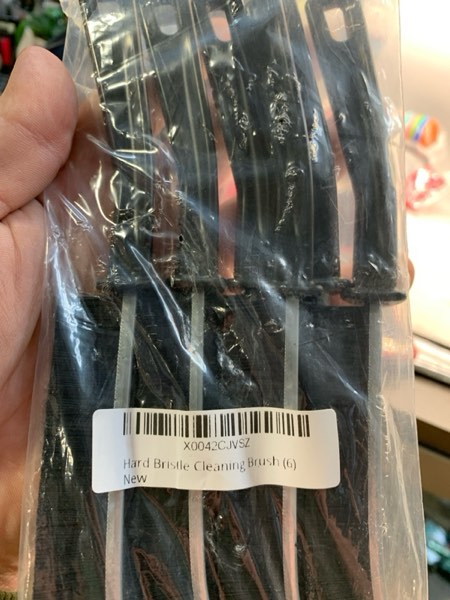 X0042CJVSZ
Hard Bristle Cleaning Brush (6)
New